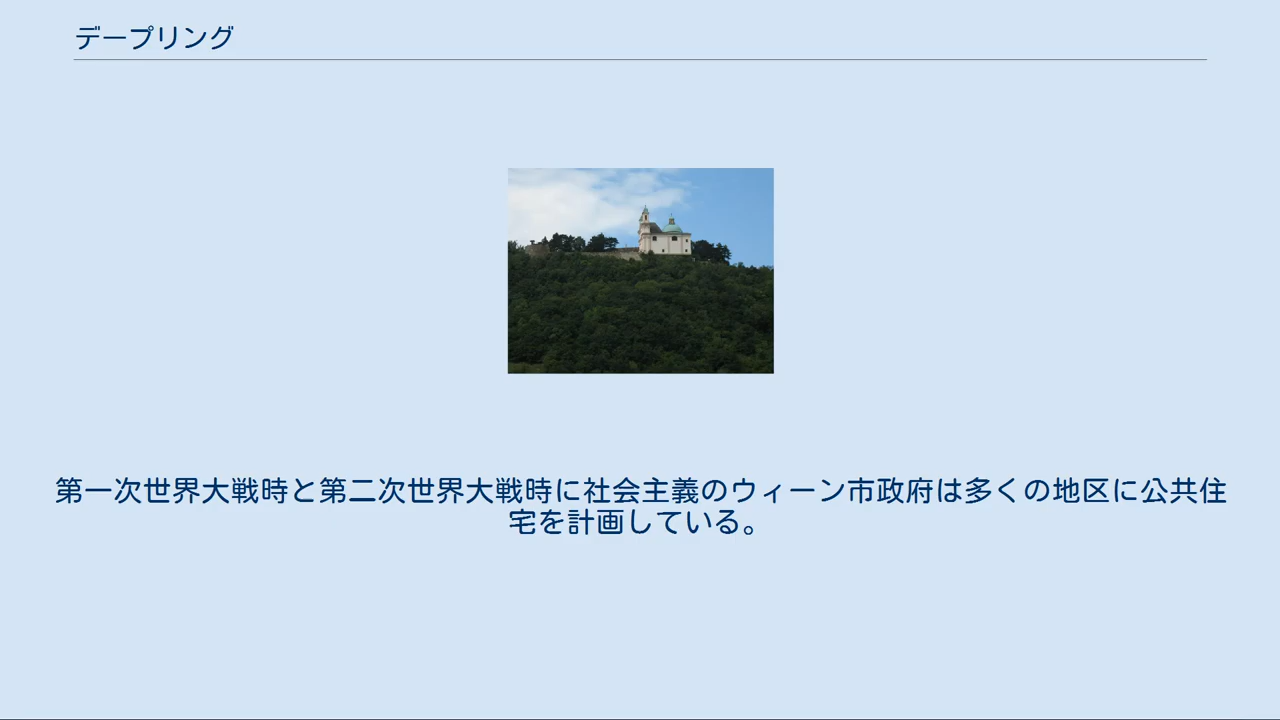 デープリング
第一次世界大戦時と第二次世界大戦時に社会主義のウィーン市政府は多くの地区に公共住
宅を計画している。